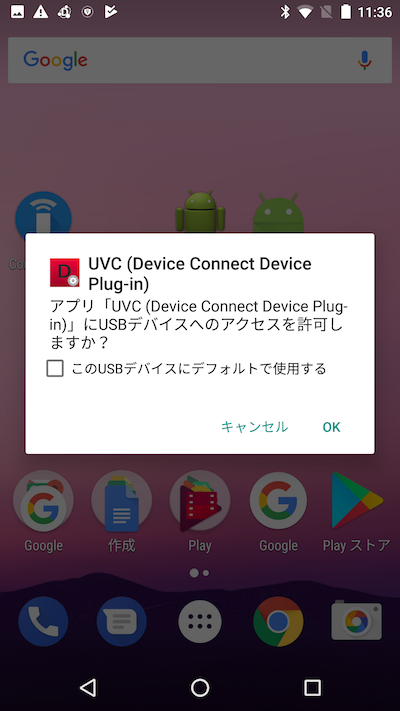 11:36
Google
UVC (Device Connect Device
Plug-in)
アプリ「UVC (Device Connect Device Plug-
in)」にUSBデバイスへのアクセスを許可し
ますか？
このUSBデバイスにデフォルトで使用する
キャンセル OK
Google 作成 Play Google Play ストア